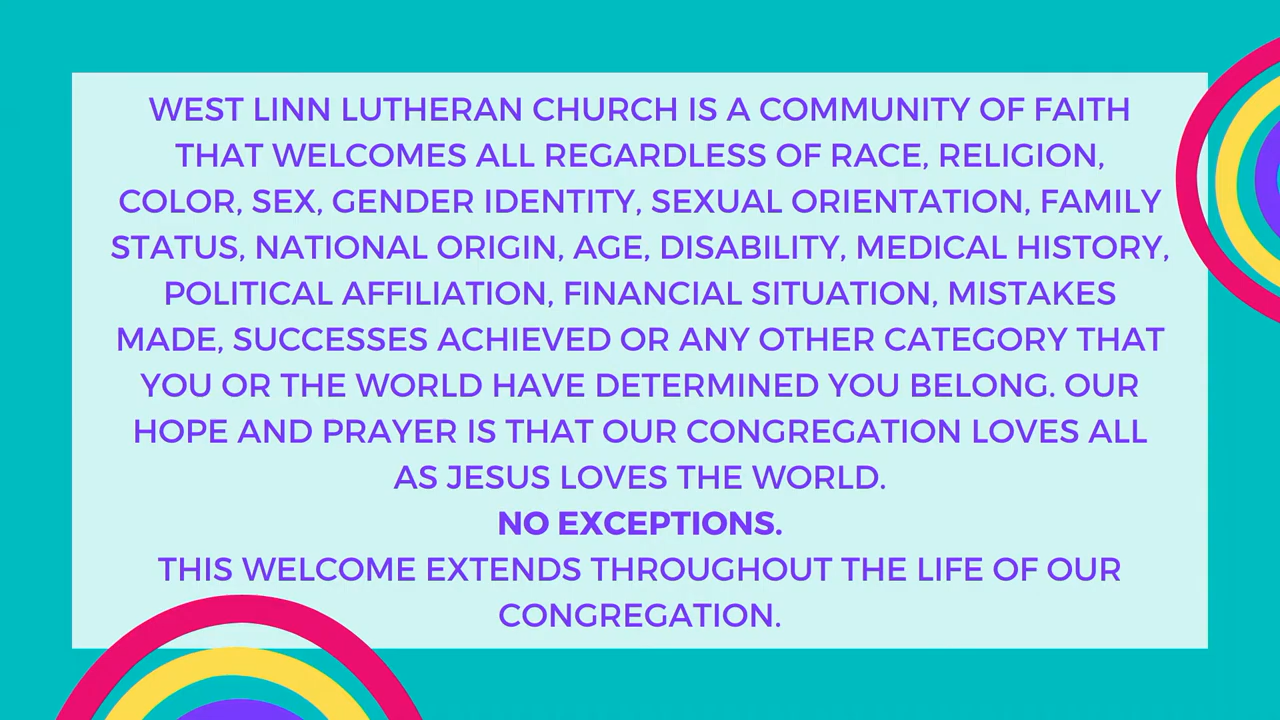 WEST LINN LUTHERAN CHURCH IS A COMMUNITY OF FAITH
THAT WELCOMES ALL REGARDLESS OF RACE, RELIGION,
COLOR, SEX, GENDER IDENTITY, SEXUAL ORIENTATION, FAMILY
STATUS, NATIONAL ORIGIN, AGE, DISABILITY, MEDICAL HISTORY,
POLITICAL AFFILIATION, FINANCIAL SITUATION, MISTAKES
MADE, SUCCESSES ACHIEVED OR ANY OTHER CATEGORY THAT
YOU OR THE WORLD HAVE DETERMINED YOU BELONG. OUR
HOPE AND PRAYER IS THAT OUR CONGREGATION LOVES ALL
AS JESUS LOVES THE WORLD.
NO EXCEPTIONS.
THIS WELCOME EXTENDS THROUGHOUT THE LIFE OF OUR
CONGREGATION.